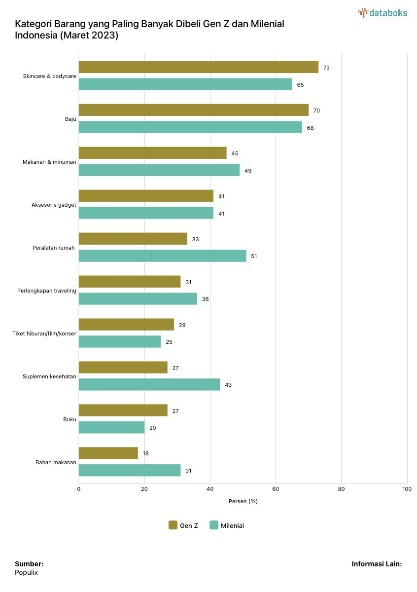 databoks
Kategori Barang yang Paling Banyak Dibeli Gen Z dan Milenial
Indonesia (Maret 2023)
Skincare & bodycare
73
65
Baju
70
68
Makanan & minuman
45
49
Aksesoris gadget
41
41
Peralatan rumah
33
51
Perlengkapan traveling
31
36
Tiket hiburan/film/konser
29
25
Suplemen kesehatan
27
43
Buku
27
20
Bahan makanan
18
31
0 20 40 60 80 100
Persen (%)
Gen Z Milenial
Sumber: Informasi Lain:
Populix